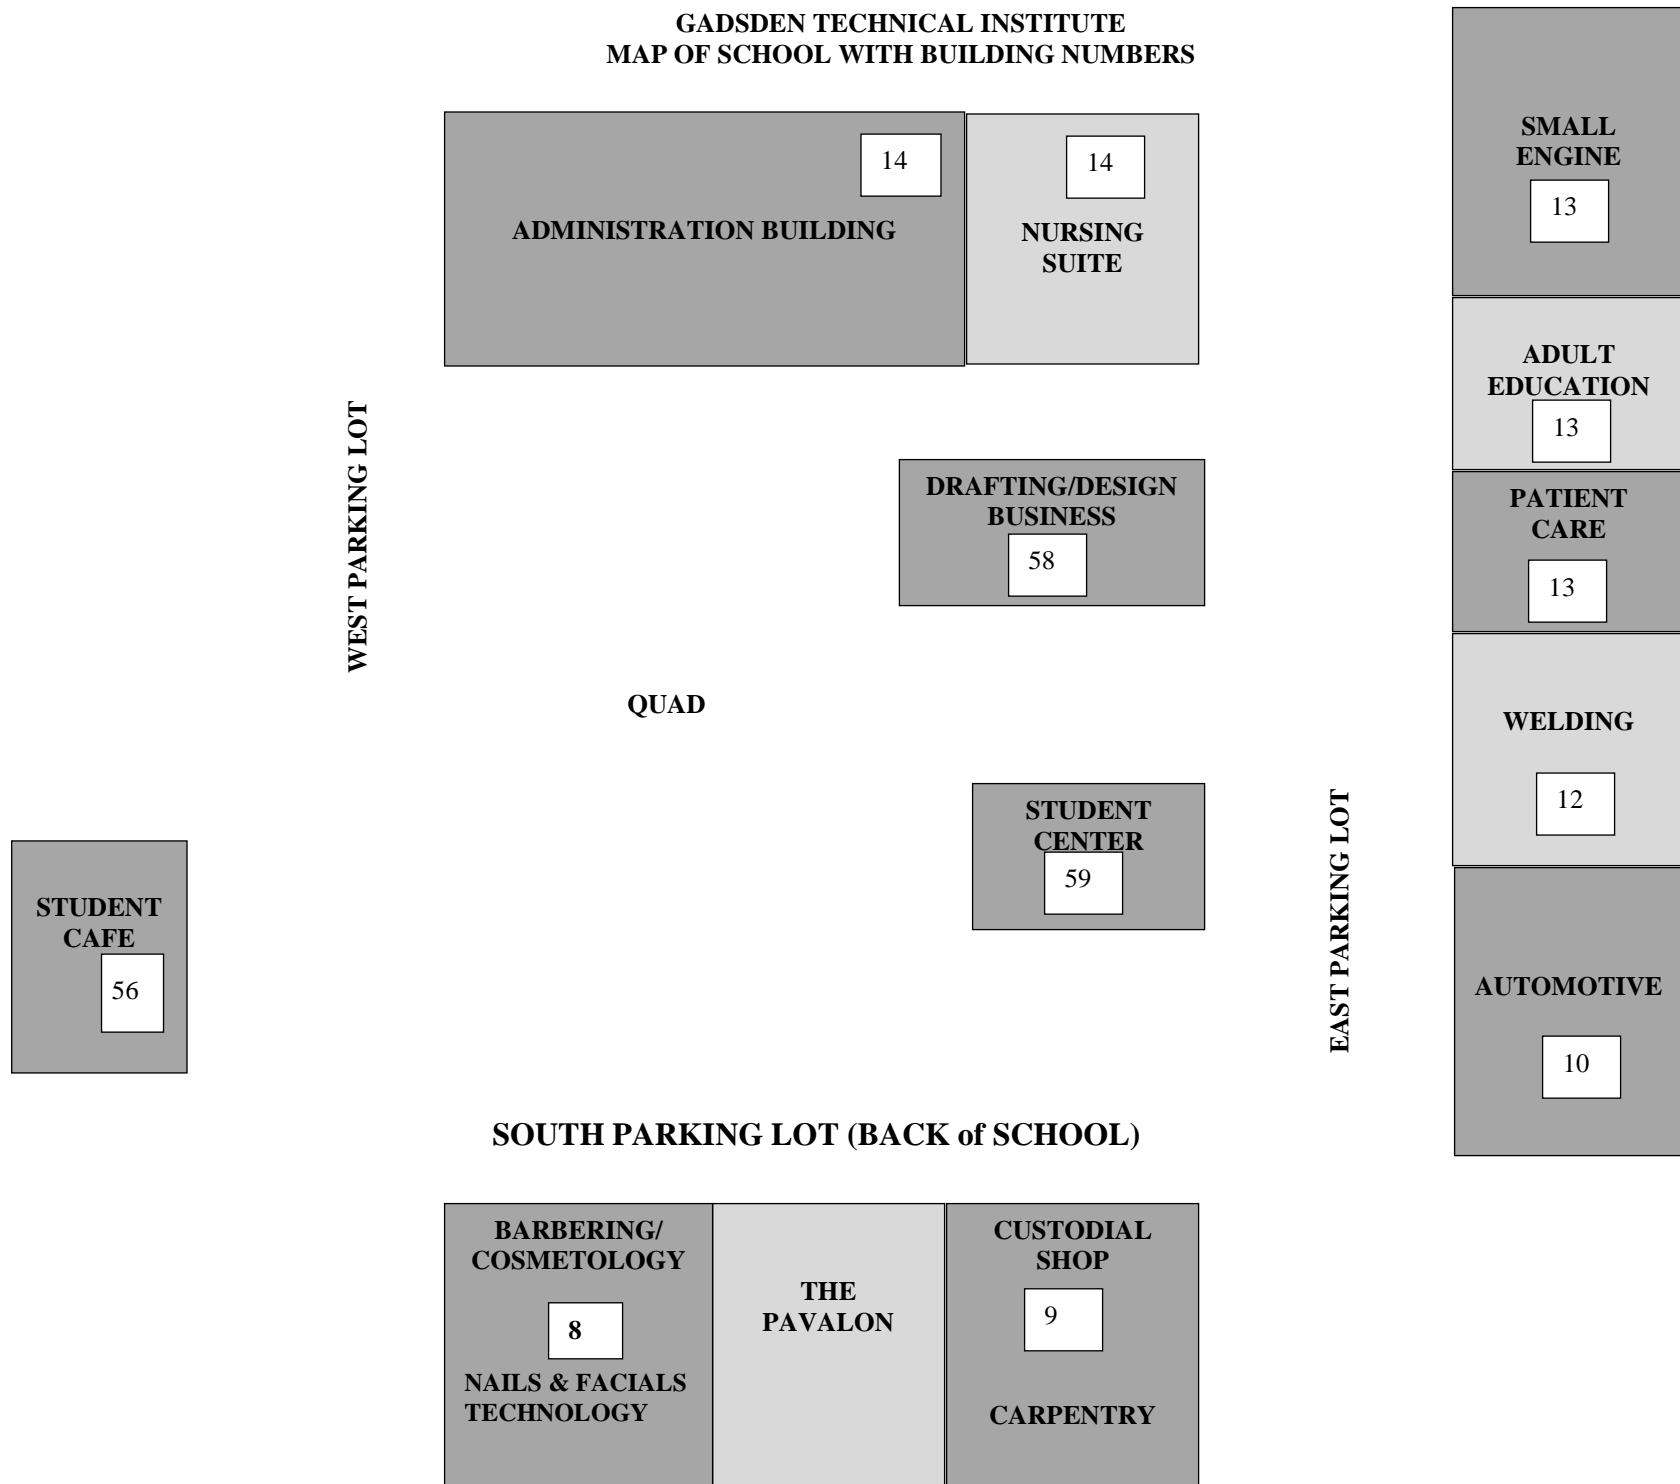 GADSDEN TECHNICAL INSTITUTE
MAP OF SCHOOL WITH BUILDING NUMBERS
14
ADMINISTRATION BUILDING
14
NURSING
SUITE
SMALL
ENGINE
13
ADULT
EDUCATION
13
WEST PARKING LOT
DRAFTING/DESIGN
BUSINESS
58
PATIENT
CARE
13
QUAD
WELDING
12
STUDENT
CENTER
59
EAST PARKING LOT
STUDENT
CAFE
56
AUTOMOTIVE
10
SOUTH PARKING LOT (BACK of SCHOOL)
BARBERING/
COSMETOLOGY
8
NAILS & FACIALS
TECHNOLOGY
THE
PAVALON
CUSTODIAL
SHOP
9
CARPENTRY